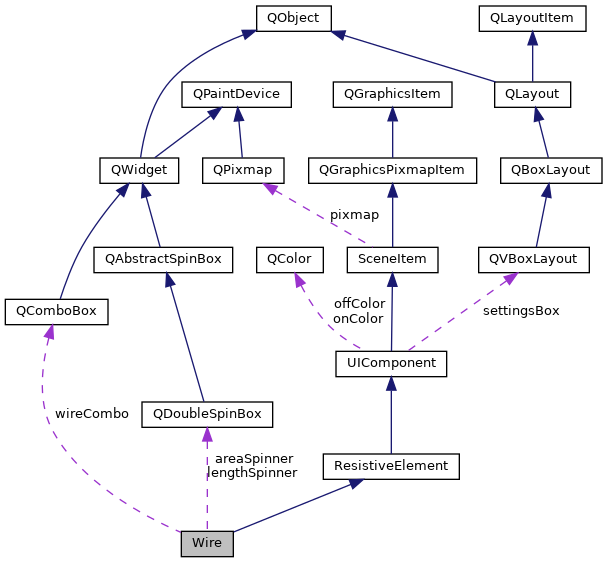 QObject
QLayoutItem
QPaintDevice
QGraphicsItem
QLayout
QWidget
QPixmap
QGraphicsPixmapItem
QBoxLayout
pixmap
QAbstractSpinBox
QColor
SceneItem
QVBoxLayout
QComboBox
offColor
onColor
settingsBox
UIComponent
wireCombo
QDoubleSpinBox
areaSpinner
lengthSpinner
ResistiveElement
Wire